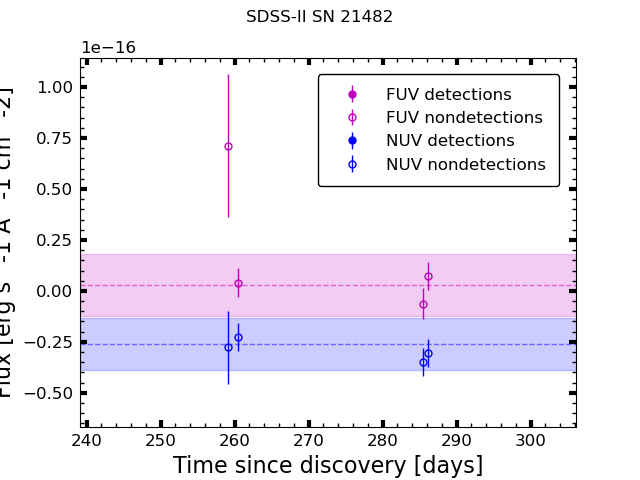 SDSS-II SN 21482
1e−16
FUV detections
FUV nondetections
NUV detections
NUV nondetections
1.00
0.75
0.50
0.25
0.00
−0.25
−0.50
Flux [erg s -1 A -1 cm -2]
240 250 260 270 280 290 300
Time since discovery [days]